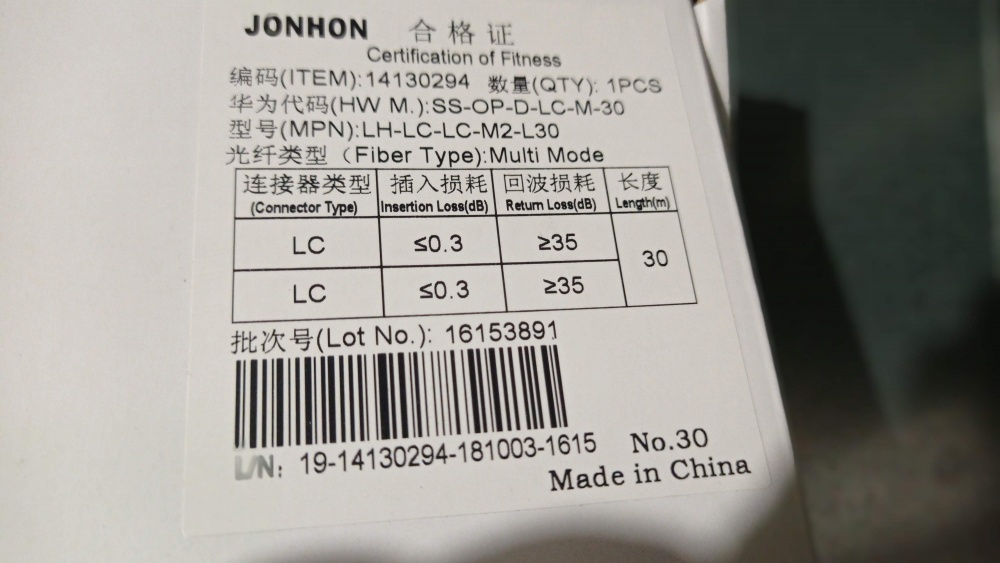 JONHON 合格证
Certification of Fitness
编码(ITEM):14130294 数量(QTY): 1PCS
华为代码(HW M.):SS-OP-D-LC-M-30
型号(MPN):LH-LC-LC-M2-L30
光纤类型（Fiber Type):Multi Mode
连接器类型 插入损耗 回波损耗 长度
(Connector Type) Insertion Loss(dB) Return Loss(dB) Length(m)
LC ≤0.3 ≥35 30
LC ≤0.3 ≥35
批次号(Lot No.): 16153891
L/N: 19-14130294-181003-1615 No.30
Made in China